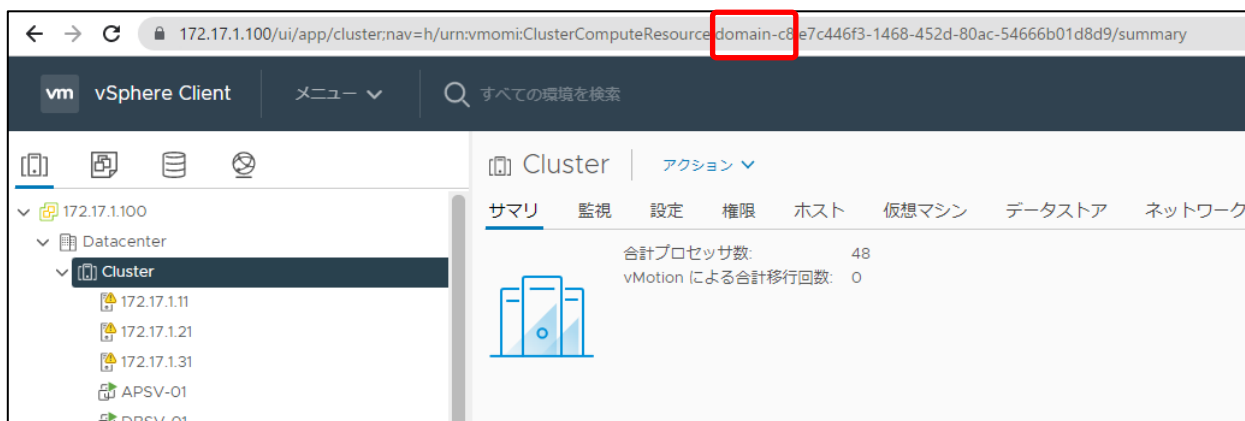 172.17.1.100/ui/app/cluster;nav=h/urn:vmomi:ClusterComputeResource:domain-c8:e7c446f3-1468-452d-80ac-54666b01d8d9/summary
vm vSphere Client メニュー すべての環境を検索
Cluster アクション
172.17.1.100
サマリ 監視 設定 権限 ホスト 仮想マシン データストア ネットワーク
Datacenter
合計プロセッサ数: 48
Cluster
vMotion による合計移行回数: 0
172.17.1.11
172.17.1.21
172.17.1.31
APSV-01
DBSV-01